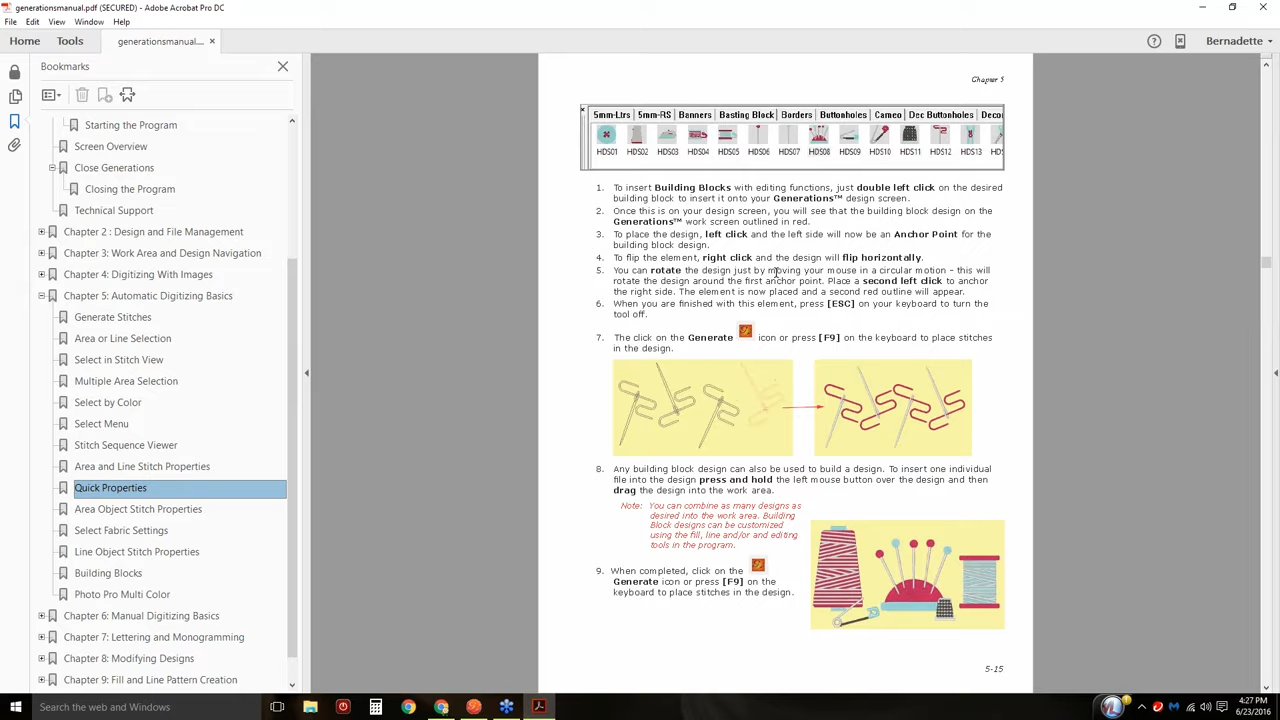 generationsmanual.pdf (SECURED) - Adobe Acrobat Pro DC
File Edit View Window Help
Home Tools generationsmanual.... × Bernadette
Bookmarks
Starting the Program
Screen Overview
Close Generations
Closing the Program
Technical Support
Chapter 2 : Design and File Management
Chapter 3: Work Area and Design Navigation
Chapter 4: Digitizing With Images
Chapter 5: Automatic Digitizing Basics
Generate Stitches
Area or Line Selection
Select in Stitch View
Multiple Area Selection
Select by Color
Select Menu
Stitch Sequence Viewer
Area and Line Stitch Properties
Quick Properties
Area Object Stitch Properties
Select Fabric Settings
Line Object Stitch Properties
Building Blocks
Photo Pro Multi Color
Chapter 6: Manual Digitizing Basics
Chapter 7: Lettering and Monogramming
Chapter 8: Modifying Designs
Chapter 9: Fill and Line Pattern Creation
Chapter 5
5mm-Ltrs 5mm-RS Banners Basting Block Borders Buttonholes Cameo Dec Buttonholes Decor
HDS01 HDS02 HDS03 HDS04 HDS05 HDS06 HDS07 HDS08 HDS09 HDS10 HDS11 HDS12 HDS13
1. To insert Building Blocks with editing functions, just double left click on the desired
building block to insert it onto your Generations™ design screen.
2. Once this is on your design screen, you will see that the building block design on the
Generations™ work screen outlined in red.
3. To place the design, left click and the left side will now be an Anchor Point for the
building block design.
4. To flip the element, right click and the design will flip horizontally.
5. You can rotate the design just by moving your mouse in a circular motion - this will
rotate the design around the first anchor point. Place a second left click to anchor
the right side. The element is now placed and a second red outline will appear.
6. When you are finished with this element, press [ESC] on your keyboard to turn the
tool off.
7. The click on the Generate icon or press [F9] on the keyboard to place stitches
in the design.
8. Any building block design can also be used to build a design. To insert one individual
file into the design press and hold the left mouse button over the design and then
drag the design into the work area.
Note: You can combine as many designs as
desired into the work area. Building
Block designs can be customized
using the fill, line and/or and editing
tools in the program.
9. When completed, click on the
Generate icon or press [F9] on the
keyboard to place stitches in the design.
5-15
Search the web and Windows
4:27 PM
6/23/2016